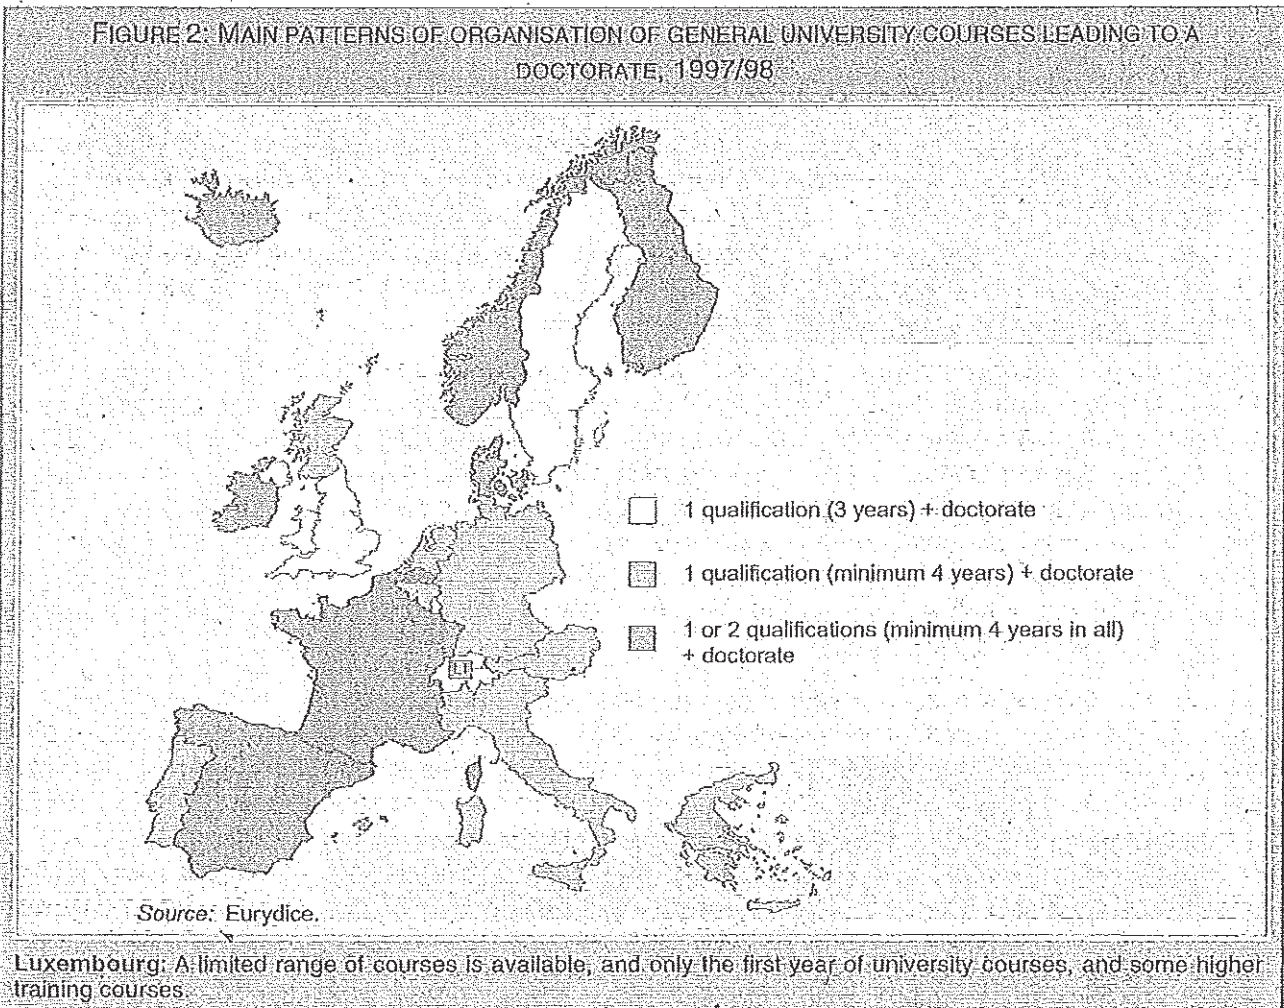 FIGURE 2: MAIN PATTERNS OF ORGANISATION OF GENERAL UNIVERSITY COURSES LEADING TO A
DOCTORATE, 1997/98
1 qualification (3 years) + doctorate
1 qualification (minimum 4 years) + doctorate
1 or 2 qualifications (minimum 4 years in all)
+ doctorate
Source: Eurydice.
Luxembourg: A limited range of courses is available, and only the first year of university courses, and some higher
training courses.